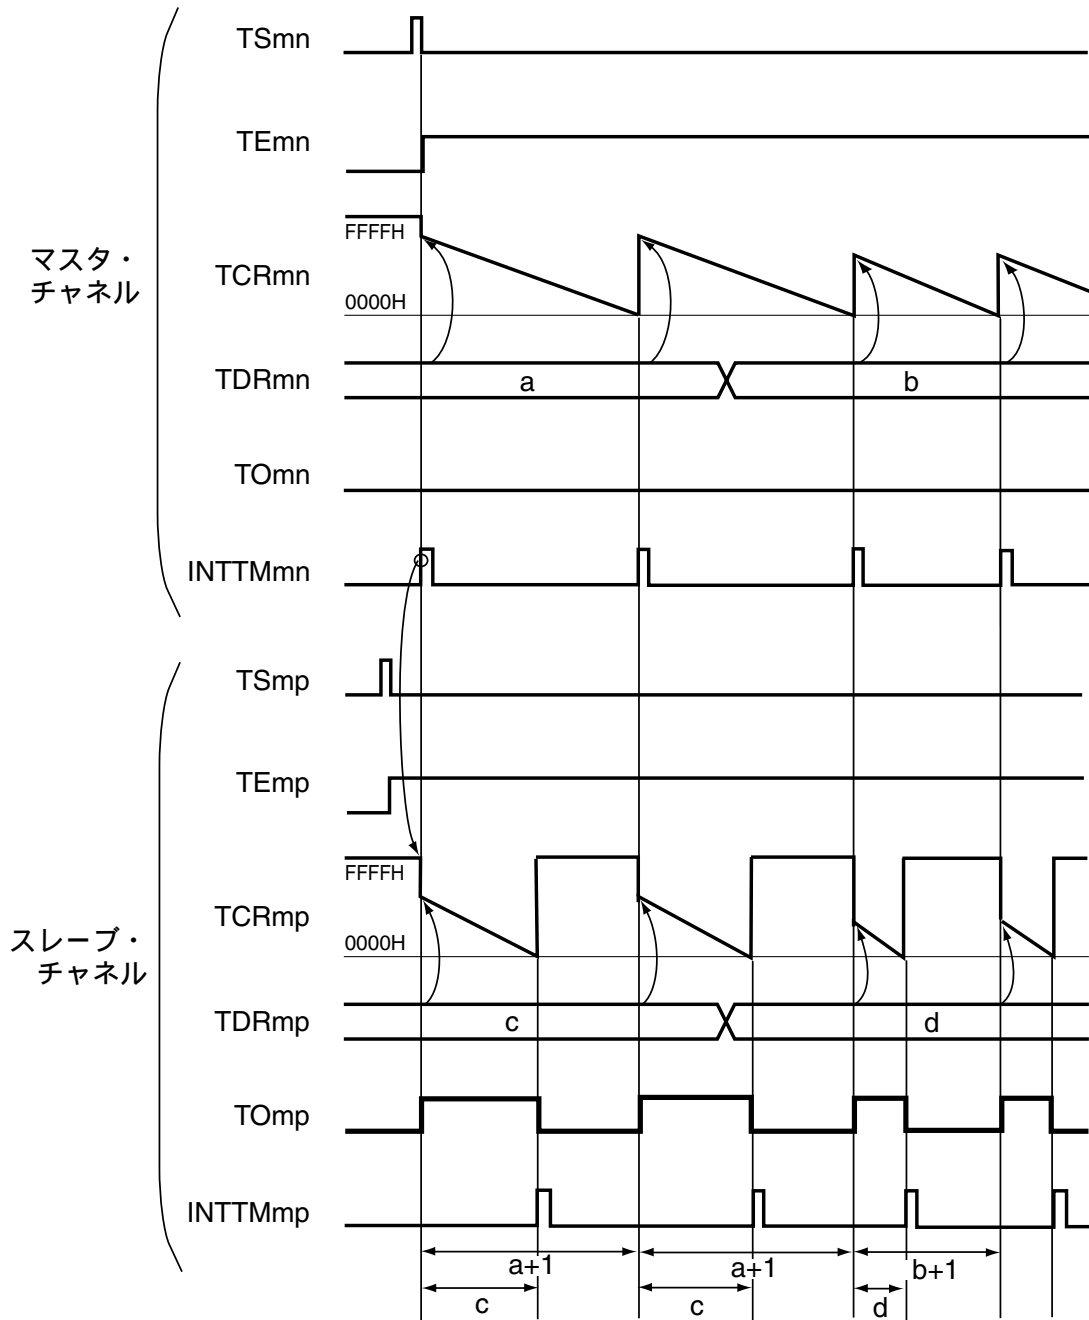 TSmn
TEmn
FFFFH
TCRmn
0000H
マスタ・
チャネル
TDRmn
a
b
TOmn
INTTMmn
TSmp
TEmp
FFFFH
TCRmp
0000H
スレーブ・
チャネル
TDRmp
c
d
TOmp
INTTMmp
a+1
a+1
b+1
c
c
d